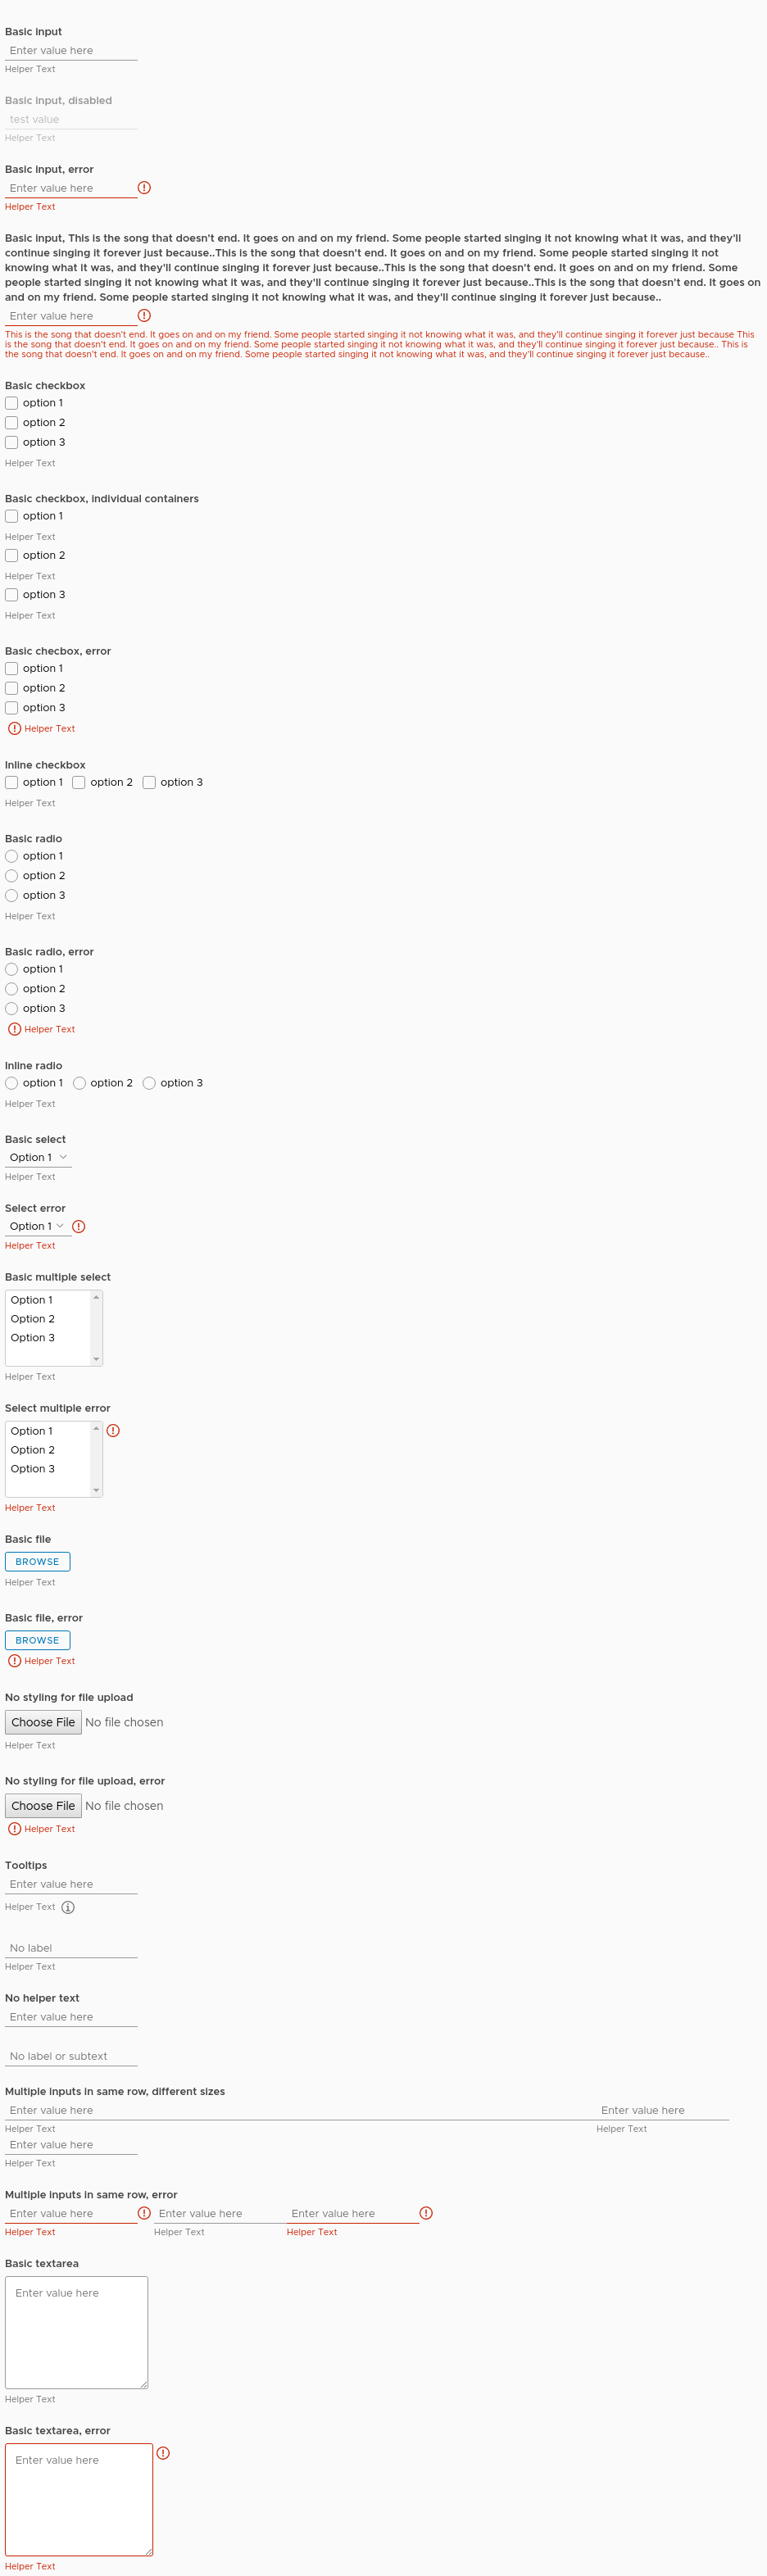 Basic input
Enter value here
Helper Text
Basic input, disabled
test value
Helper Text
Basic input, error
Enter value here
Helper Text
Basic input, This is the song that doesn't end. It goes on and on my friend. Some people started singing it not knowing what it was, and they'll
continue singing it forever just because..This is the song that doesn't end. It goes on and on my friend. Some people started singing it not
knowing what it was, and they'll continue singing it forever just because..This is the song that doesn't end. It goes on and on my friend. Some
people started singing it not knowing what it was, and they'll continue singing it forever just because..This is the song that doesn't end. It goes on
and on my friend. Some people started singing it not knowing what it was, and they'll continue singing it forever just because..
Enter value here
This is the song that doesn't end. It goes on and on my friend. Some people started singing it not knowing what it was, and they'll continue singing it forever just because This
is the song that doesn't end. It goes on and on my friend. Some people started singing it not knowing what it was, and they'll continue singing it forever just because.. This is
the song that doesn't end. It goes on and on my friend. Some people started singing it not knowing what it was, and they'll continue singing it forever just because..
Basic checkbox
option 1
option 2
option 3
Helper Text
Basic checkbox, individual containers
option 1
Helper Text
option 2
Helper Text
option 3
Helper Text
Basic checbox, error
option 1
option 2
option 3
Helper Text
Inline checkbox
option 1 option 2 option 3
Helper Text
Basic radio
option 1
option 2
option 3
Helper Text
Basic radio, error
option 1
option 2
option 3
Helper Text
Inline radio
option 1 option 2 option 3
Helper Text
Basic select
Option 1
Helper Text
Select error
Option 1
Helper Text
Basic multiple select
Option 1
Option 2
Option 3
Helper Text
Select multiple error
Option 1
Option 2
Option 3
Helper Text
Basic file
BROWSE
Helper Text
Basic file, error
BROWSE
Helper Text
No styling for file upload
Choose File No file chosen
Helper Text
No styling for file upload, error
Choose File No file chosen
Helper Text
Tooltips
Enter value here
Helper Text
No label
Helper Text
No helper text
Enter value here
No label or subtext
Multiple inputs in same row, different sizes
Enter value here Enter value here
Helper Text Helper Text
Enter value here
Helper Text
Multiple inputs in same row, error
Enter value here Enter value here Enter value here
Helper Text Helper Text Helper Text
Basic textarea
Enter value here
Helper Text
Basic textarea, error
Enter value here
Helper Text